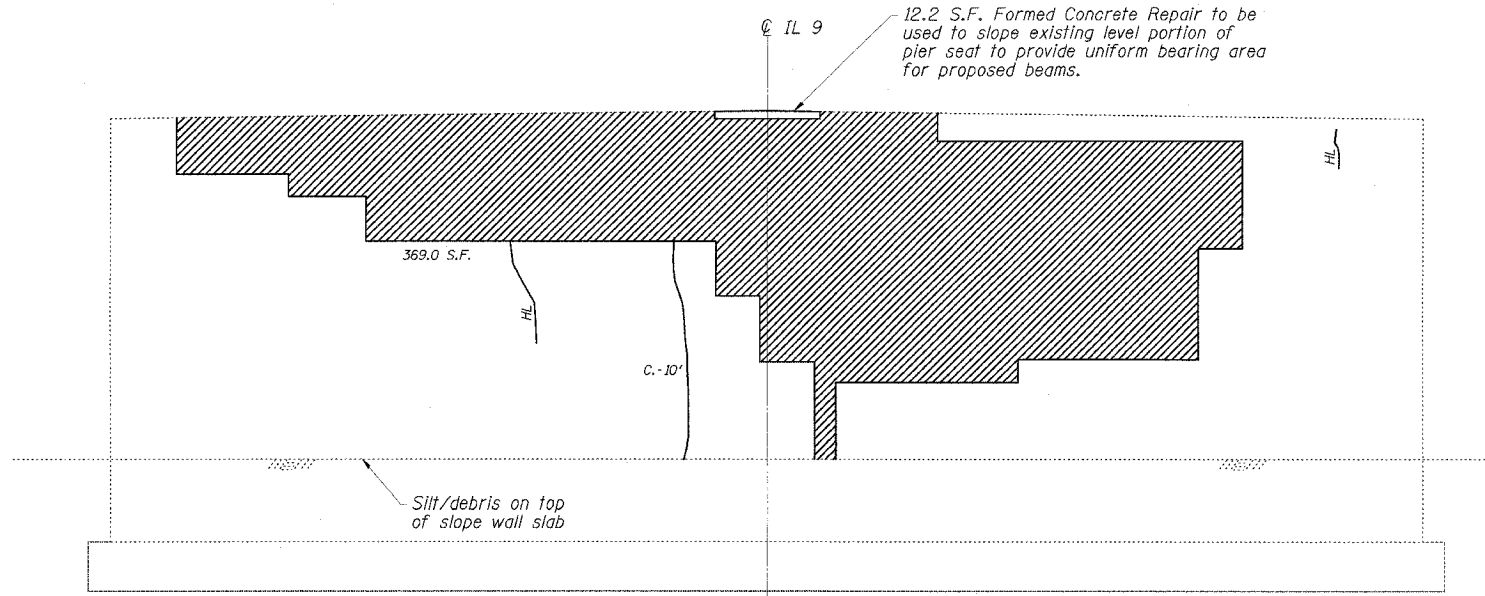 ℄ IL 9
12.2 S.F. Formed Concrete Repair to be
used to slope existing level portion of
pier seat to provide uniform bearing area
for proposed beams.
HL
369.0 S.F.
HL
C.-10'
Silt/debris on top
of slope wall slab